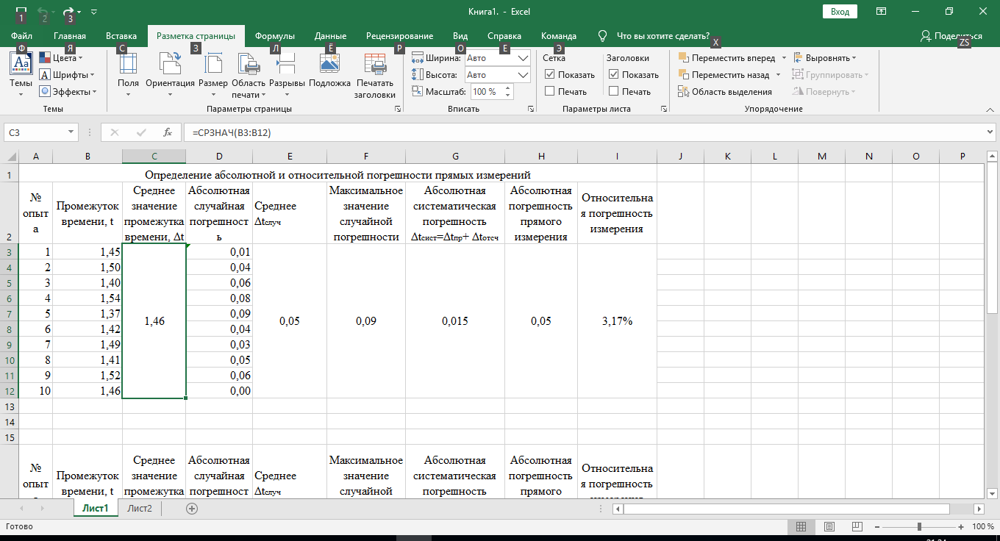 1 2 3
Книга1. - Excel
Вход
Файл Главная Вставка Разметка страницы Формулы Данные Рецензирование Вид Справка Команда Что вы хотите сделать? Поделиться
Ф Я С З Л Ё Р О Е Э Х ZS
Темы
Цвета
Шрифты
Эффекты
Темы
Поля
Ориентация
Размер
Область печати
Разрывы
Подложка
Печатать заголовки
Параметры страницы
Ширина: Авто
Высота: Авто
Масштаб: 100 %
Вписать
Сетка Заголовки
Показать Показать
Печать Печать
Параметры листа
Переместить вперед Выровнять
Переместить назад Группировать
Область выделения Повернуть
Упорядочение
C3 fx =СРЗНАЧ(B3:B12)
A B C D E F G H I J K L M N O P
1 Определение абсолютной и относительной погрешности прямых измерений
2
№ опыт а
Промежуток времени, t
Среднее значение промежутка времени, Δt
Абсолютная случайная погрешност ь
Среднее Δtслуч
Максимальное значение случайной погрешности
Абсолютная систематическая погрешность Δtсист=Δtпр+ Δtотсч
Абсолютная погрешность прямого измерения
Относительна я погрешность измерения
3 1 1,45 0,01
4 2 1,50 0,04
5 3 1,40 0,06
6 4 1,54 0,08
7 5 1,37 0,09
1,46 0,05 0,09 0,015 0,05 3,17%
8 6 1,42 0,04
9 7 1,49 0,03
10 8 1,41 0,05
11 9 1,52 0,06
12 10 1,46 0,00
13
14
15
№ опыт
Промежуток времени, t
Среднее значение промежутка
Абсолютная случайная погрешност
Среднее Δtслуч
Максимальное значение случайной
Абсолютная систематическая погрешность
Абсолютная погрешность прямого
Относительна я погрешность
Лист1 Лист2
Готово 100 %